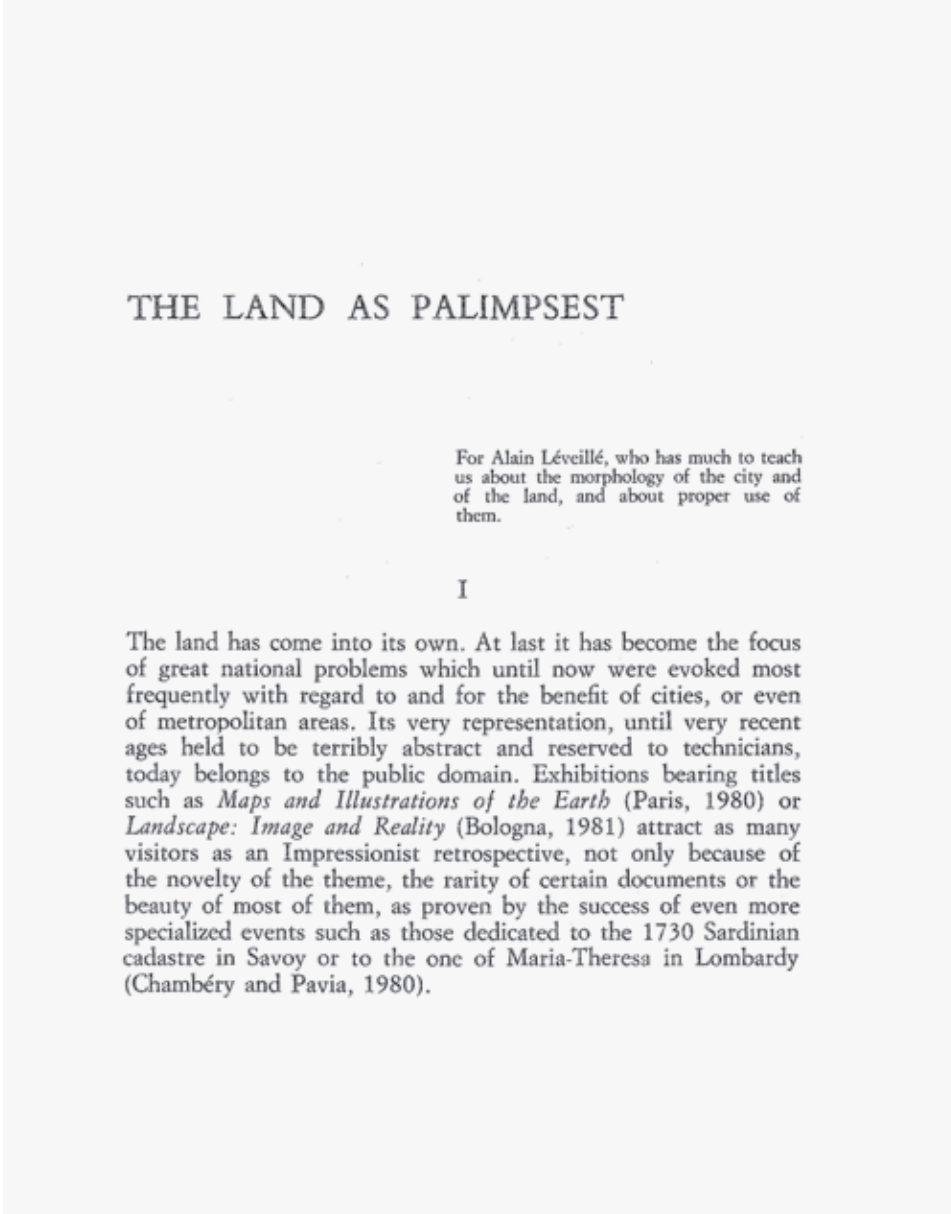 THE LAND AS PALIMPSEST
For Alain Léveillé, who has much to teach
us about the morphology of the city and
of the land, and about proper use of
them.
I
The land has come into its own. At last it has become the focus
of great national problems which until now were evoked most
frequently with regard to and for the benefit of cities, or even
of metropolitan areas. Its very representation, until very recent
ages held to be terribly abstract and reserved to technicians,
today belongs to the public domain. Exhibitions bearing titles
such as Maps and Illustrations of the Earth (Paris, 1980) or
Landscape: Image and Reality (Bologna, 1981) attract as many
visitors as an Impressionist retrospective, not only because of
the novelty of the theme, the rarity of certain documents or the
beauty of most of them, as proven by the success of even more
specialized events such as those dedicated to the 1730 Sardinian
cadastre in Savoy or to the one of Maria-Theresa in Lombardy
(Chambéry and Pavia, 1980).